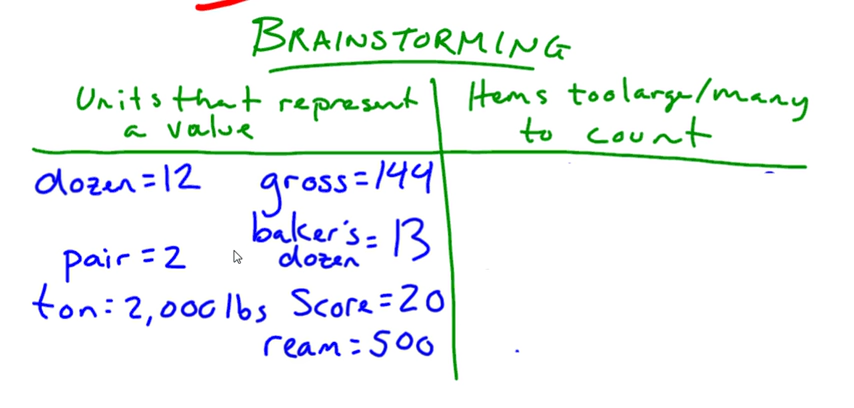 BRAINSTORMING
Units that represent
a value
Items too large/many
to count
dozen=12
gross=144
baker's
dozen = 13
pair = 2
ton= 2,000 lbs
Score=20
ream=500